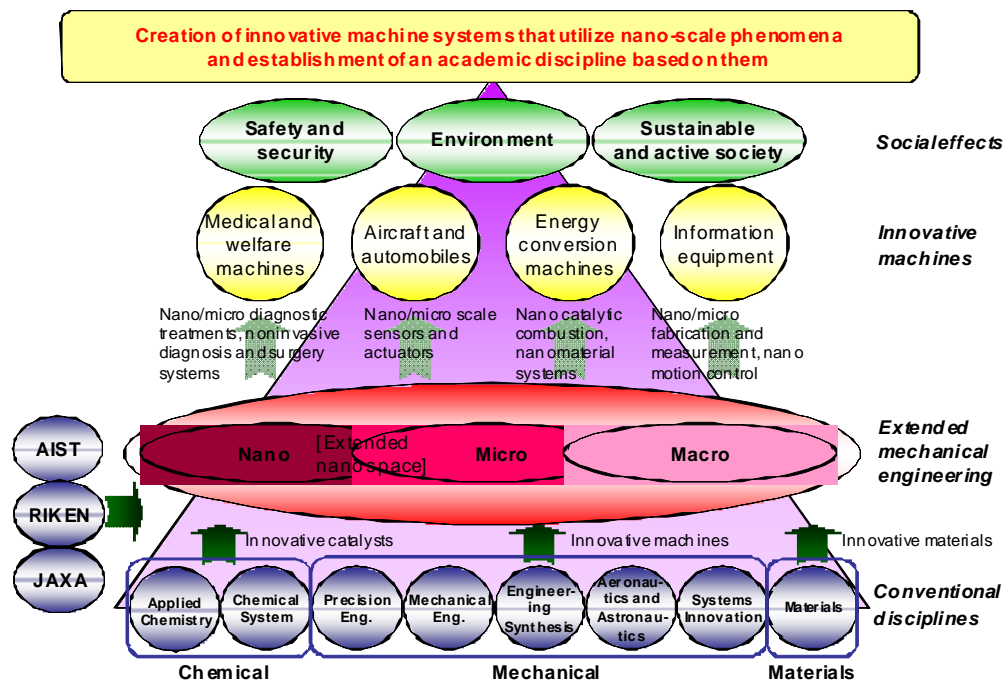 Creation of innovative machine systems that utilize nano-scale phenomena
and establishment of an academic discipline based on them
Safety and
security
Environment
Sustainable
and active society
Social effects
Medical and
welfare
machines
Aircraft and
automobiles
Energy
conversion
machines
Information
equipment
Innovative
machines
Nano/micro diagnostic
treatments, noninvasive
diagnosis and surgery
systems
Nano/micro scale
sensors and
actuators
Nano catalytic
combustion,
nanomaterial
systems
Nano/micro
fabrication and
measurement, nano
motion control
AIST
RIKEN
JAXA
Nano
[Extended
nano space]
Micro
Macro
Extended
mechanical
engineering
Innovative catalysts
Innovative machines
Innovative materials
Applied
Chemistry
Chemical
System
Precision
Eng.
Mechanical
Eng.
Engineer-
ing
Synthesis
Aeronau-
tics and
Astronau-
tics
Systems
Innovation
Materials
Conventional
disciplines
Chemical
Mechanical
Materials